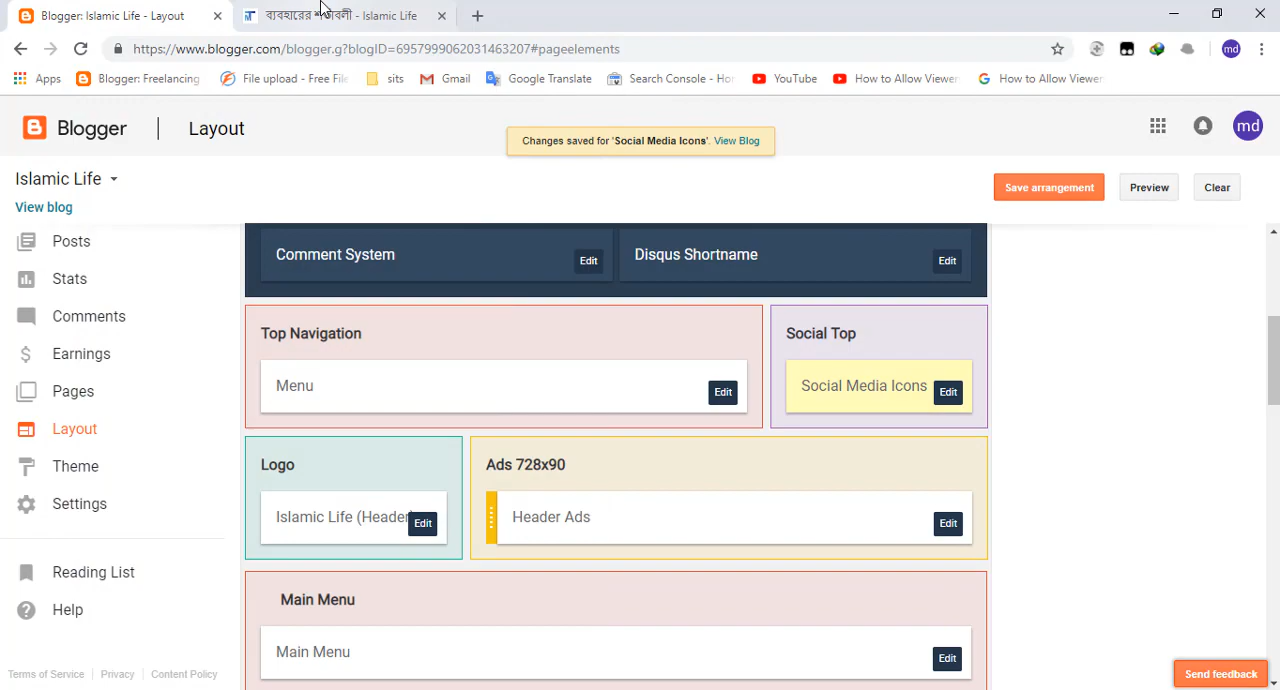 Blogger: Islamic Life - Layout
ব্যবহারের - Islamic Life
https://www.blogger.com/blogger.g?blogID=6957999062031463207#pageelements
md
Apps
Blogger: Freelancing
File upload - Free File
sits
Gmail
Google Translate
Search Console - Ho
YouTube
How to Allow Viewer
How to Allow Viewer
Blogger
Layout
Changes saved for 'Social Media Icons'. View Blog
md
Islamic Life
View blog
Save arrangement
Preview
Clear
Posts
Stats
Comments
Earnings
Pages
Layout
Theme
Settings
Reading List
Help
Terms of Service
Privacy
Content Policy
Comment System
Edit
Disqus Shortname
Edit
Top Navigation
Menu
Edit
Social Top
Social Media Icons
Edit
Logo
Islamic Life (Header
Edit
Ads 728x90
Header Ads
Edit
Main Menu
Main Menu
Edit
Send feedback